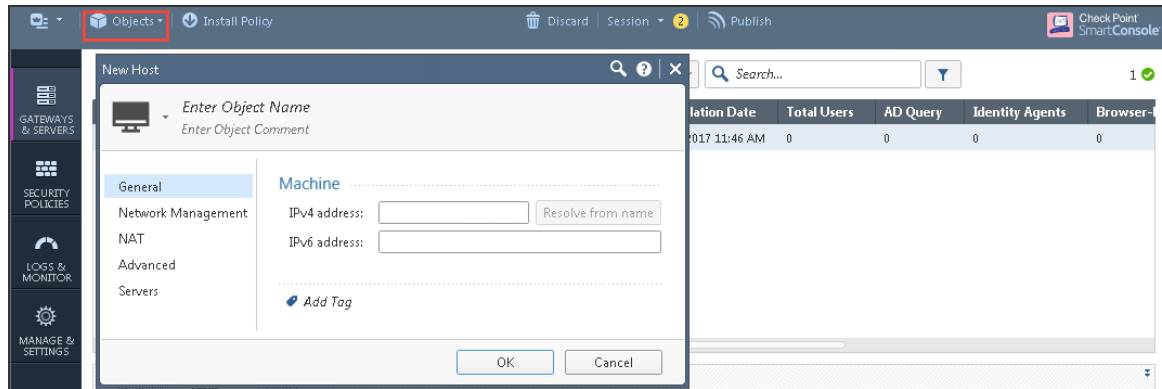 Objects
Install Policy
Discard
Session
2
Publish
Check Point
SmartConsole
GATEWAYS
& SERVERS
SECURITY
POLICIES
LOGS &
MONITOR
MANAGE &
SETTINGS
New Host
Enter Object Name
Enter Object Comment
General
Network Management
NAT
Advanced
Servers
Machine
IPv4 address:
Resolve from name
IPv6 address:
Add Tag
OK
Cancel
Search...
1
lation Date Total Users AD Query Identity Agents Browser-
2017 11:46 AM 0 0 0 0